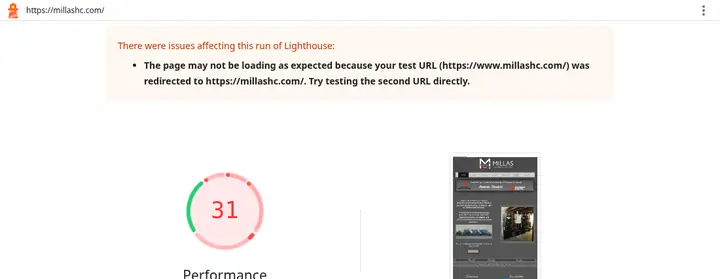 https://millashc.com/
There were issues affecting this run of Lighthouse:
• The page may not be loading as expected because your test URL (https://www.millashc.com/) was
redirected to https://millashc.com/. Try testing the second URL directly.
31
MILLAS
Performance